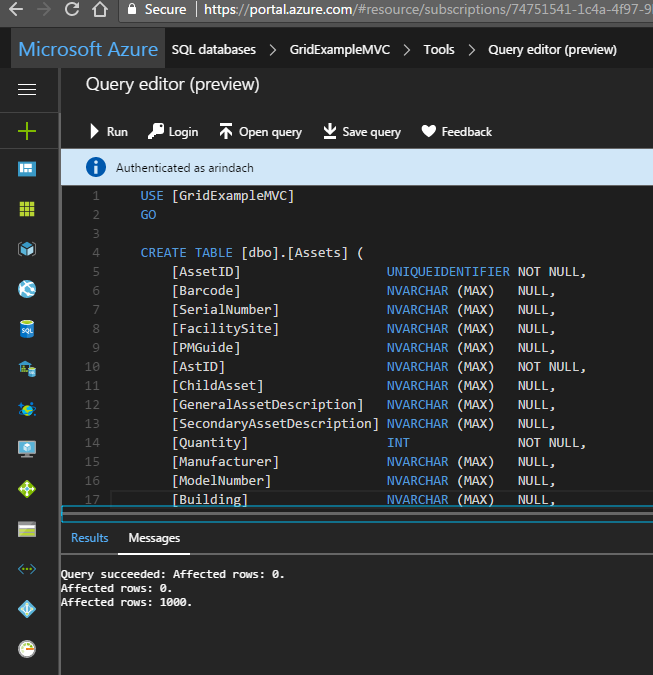 Secure https://portal.azure.com/#resource/subscriptions/74751541-1c4a-4f97-9
Microsoft Azure SQL databases > GridExampleMVC > Tools > Query editor (preview)
Query editor (preview)
Run Login Open query Save query Feedback
Authenticated as arindach
1 USE [GridExampleMVC]
2 GO
3
4 CREATE TABLE [dbo].[Assets] (
5 [AssetID] UNIQUEIDENTIFIER NOT NULL,
6 [Barcode] NVARCHAR (MAX) NULL,
7 [SerialNumber] NVARCHAR (MAX) NULL,
8 [FacilitySite] NVARCHAR (MAX) NULL,
9 [PMGuide] NVARCHAR (MAX) NULL,
10 [AstID] NVARCHAR (MAX) NOT NULL,
11 [ChildAsset] NVARCHAR (MAX) NULL,
12 [GeneralAssetDescription] NVARCHAR (MAX) NULL,
13 [SecondaryAssetDescription] NVARCHAR (MAX) NULL,
14 [Quantity] INT NOT NULL,
15 [Manufacturer] NVARCHAR (MAX) NULL,
16 [ModelNumber] NVARCHAR (MAX) NULL,
17 [Building] NVARCHAR (MAX) NULL,
SQL
Results Messages
Query succeeded: Affected rows: 0.
Affected rows: 0.
Affected rows: 1000.